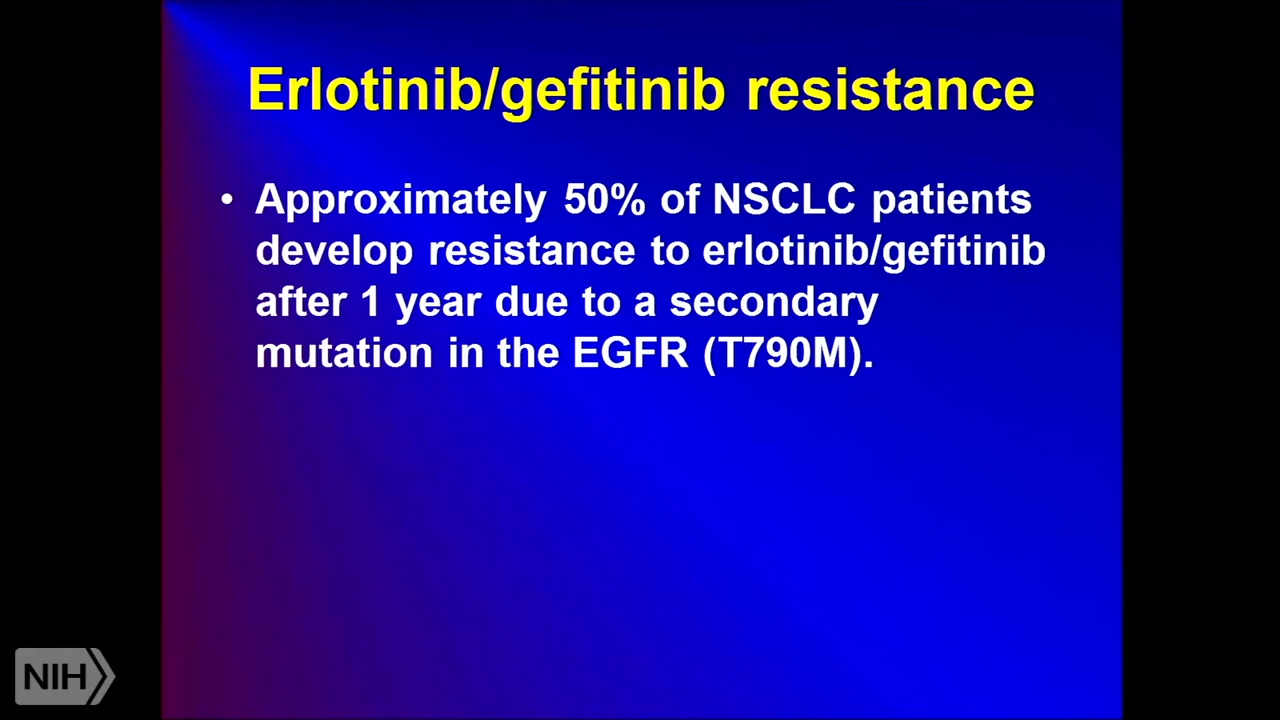 Erlotinib/gefitinib resistance
• Approximately 50% of NSCLC patients
develop resistance to erlotinib/gefitinib
after 1 year due to a secondary
mutation in the EGFR (T790M).
NIH